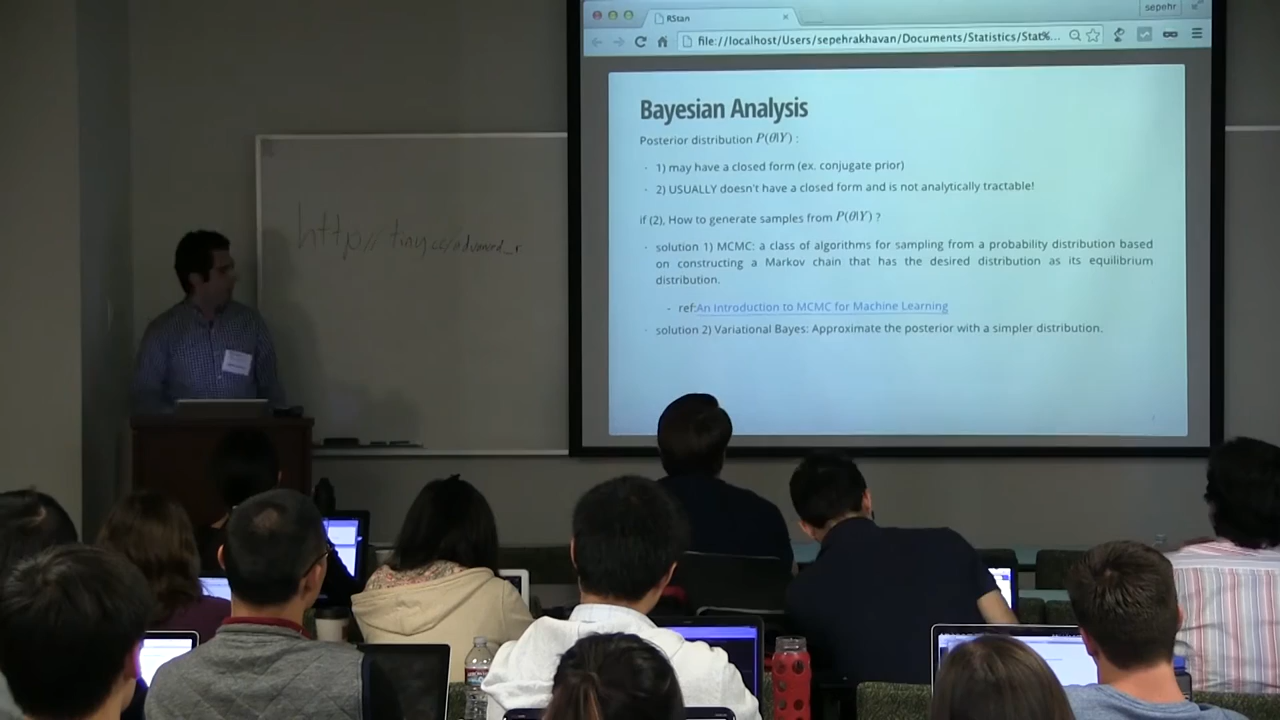 sepehr
RStan
file://localhost/Users/sepehrakhavan/Documents/Statistics/Stat%...
Bayesian Analysis
Posterior distribution P(θ|Y) :
· 1) may have a closed form (ex. conjugate prior)
· 2) USUALLY doesn't have a closed form and is not analytically tractable!
if (2), How to generate samples from P(θ|Y) ?
· solution 1) MCMC: a class of algorithms for sampling from a probability distribution based
on constructing a Markov chain that has the desired distribution as its equilibrium
distribution.
- ref:An Introduction to MCMC for Machine Learning
· solution 2) Variational Bayes: Approximate the posterior with a simpler distribution.
http://tiny.cc/advanced_r